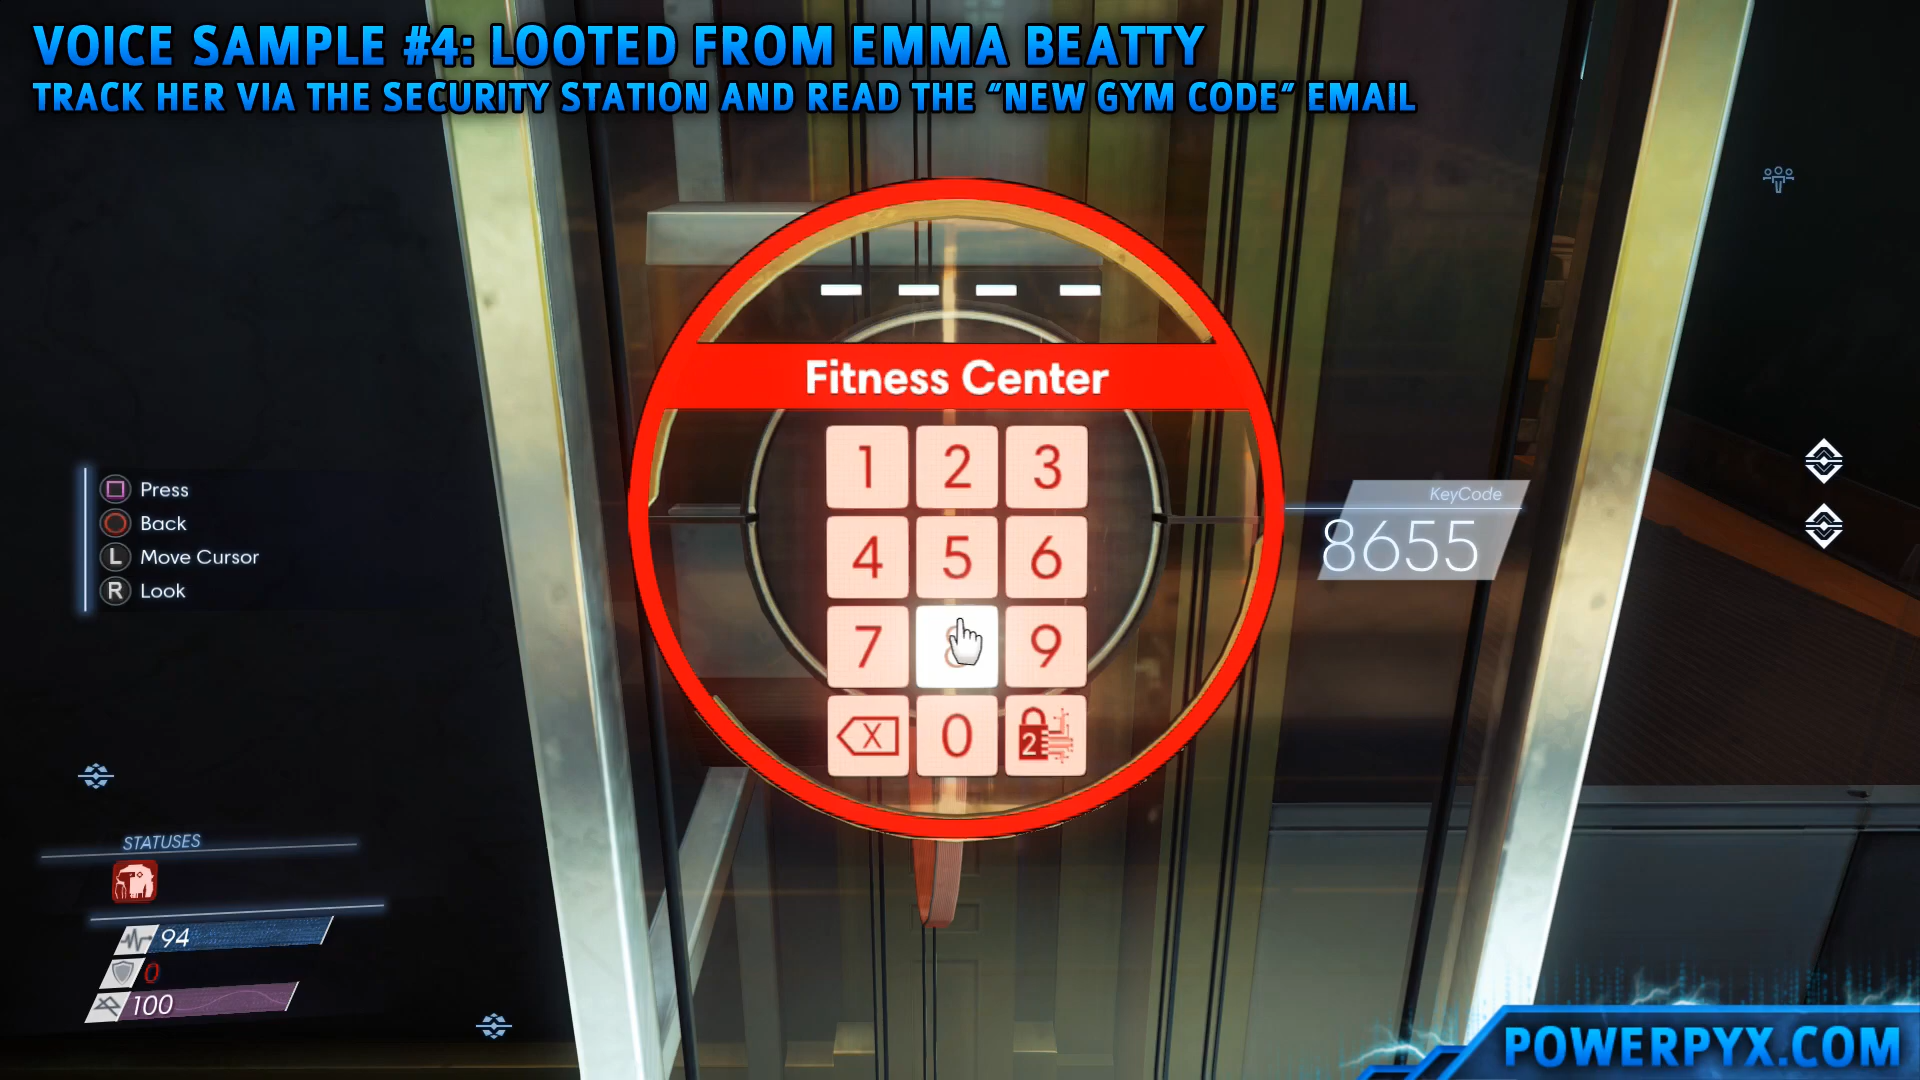 VOICE SAMPLE #4: LOOTED FROM EMMA BEATTY
TRACK HER VIA THE SECURITY STATION AND READ THE “NEW GYM CODE” EMAIL
Fitness Center
1 2 3
4 5 6
7 8 9
X 0 2
KeyCode
8655
Press
Back
L Move Cursor
R Look
STATUSES
94
0
100
POWERPYX.COM